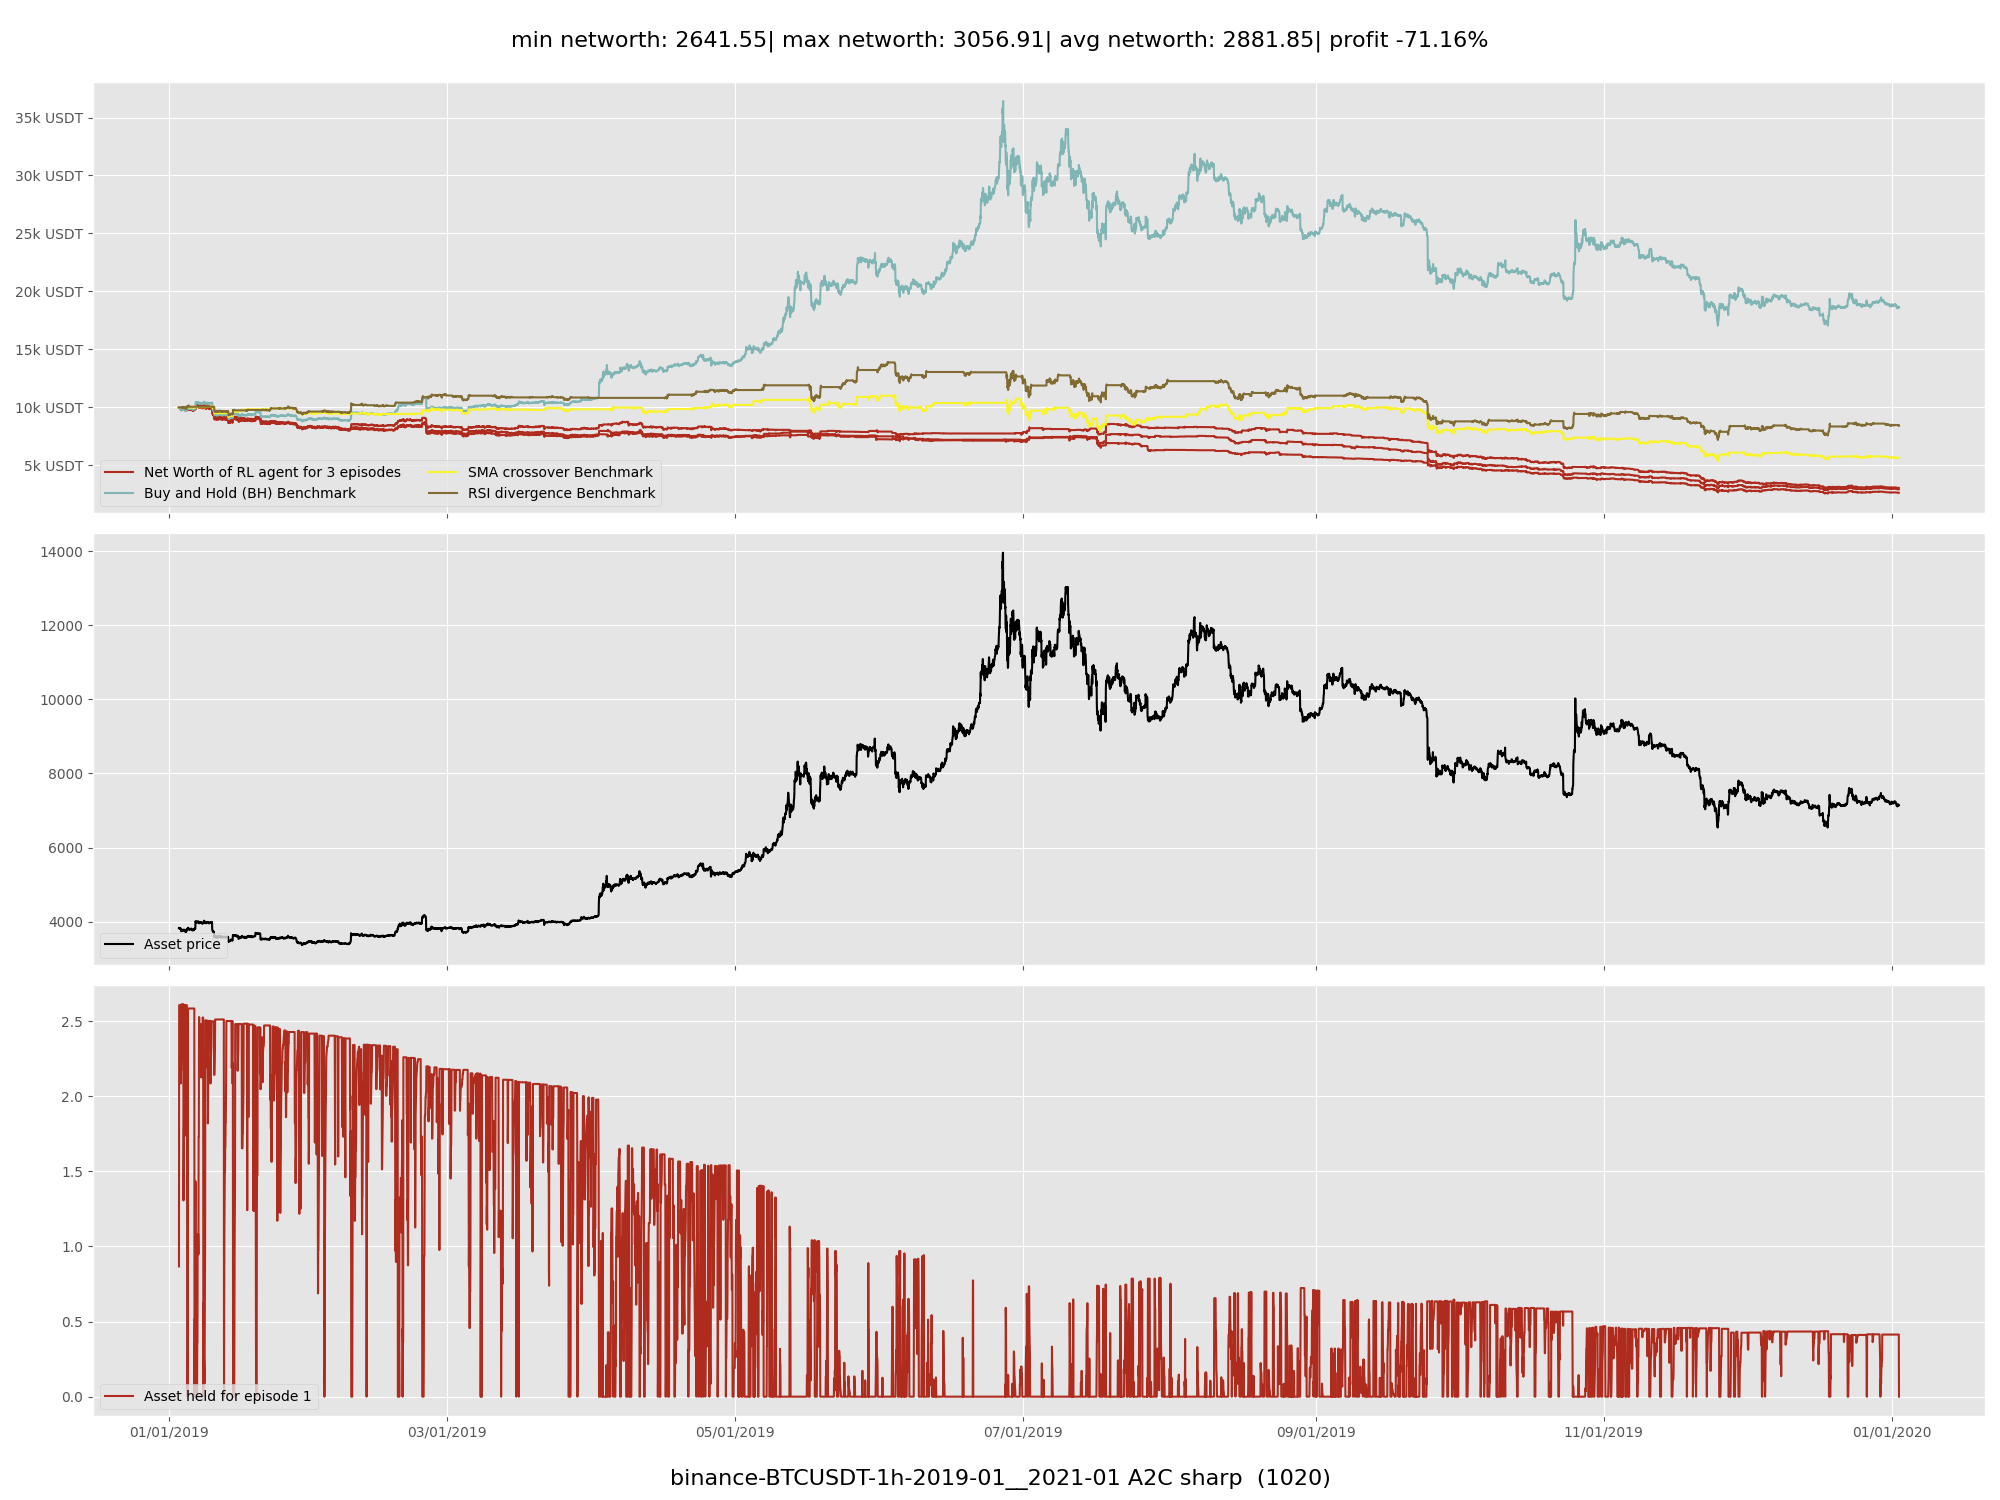 min networth: 2641.55| max networth: 3056.91| avg networth: 2881.85| profit -71.16%
35k USDT
30k USDT
25k USDT
20k USDT
15k USDT
10k USDT
5k USDT
Net Worth of RL agent for 3 episodes
Buy and Hold (BH) Benchmark
SMA crossover Benchmark
RSI divergence Benchmark
14000
12000
10000
8000
6000
4000
Asset price
2.5
2.0
1.5
1.0
0.5
0.0
Asset held for episode 1
01/01/2019 03/01/2019 05/01/2019 07/01/2019 09/01/2019 11/01/2019 01/01/2020
binance-BTCUSDT-1h-2019-01__2021-01 A2C sharp (1020)